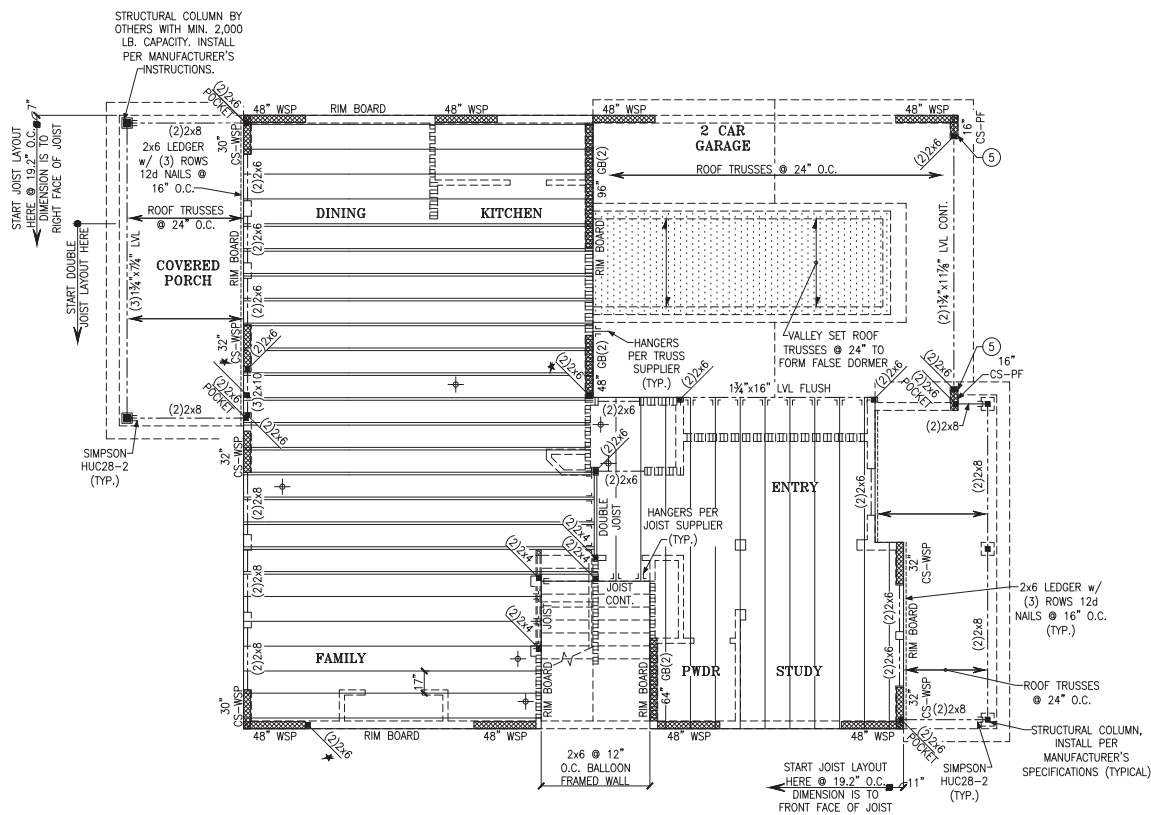 STRUCTURAL COLUMN BY
OTHERS WITH MIN. 2,000
LB. CAPACITY. INSTALL
PER MANUFACTURER'S
INSTRUCTIONS.
(2)2x6
POCKET
48" WSP
RIM BOARD
48" WSP
48" WSP
48" WSP
7"
START JOIST LAYOUT
HERE @ 19.2" O.C.
DIMENSION IS TO
RIGHT FACE OF JOIST
(2)2x8
2x6 LEDGER
w/ (3) ROWS
12d NAILS @
16" O.C.
30"
CS-WSP
(2)2x6
2 CAR
GARAGE
16"
CS-PF
(2)2x6
5
ROOF TRUSSES @ 24" O.C.
96" GB(2)
ROOF TRUSSES
@ 24" O.C.
DINING
KITCHEN
START DOUBLE
JOIST LAYOUT HERE
(3)1¾"x7¼" LVL
COVERED
PORCH
RIM BOARD
(2)2x6
(2)2x6
RIM BOARD
(2)1¾"x11⅞" LVL CONT.
32"
CS-WSP
(2)2x6
HANGERS
PER TRUSS
SUPPLIER
(TYP.)
VALLEY SET ROOF
TRUSSES @ 24" TO
FORM FALSE DORMER
5
16"
CS-PF
(2)2x6
(2)2x6
POCKET
(3)2x10
(2)2x6
48" GB(2)
(2)2x6
1¾"x16" LVL FLUSH
(2)2x6
(2)2x6
POCKET
(2)2x8
(2)2x6
(2)2x6
(2)2x8
SIMPSON
HUC28-2
(TYP.)
32"
CS-WSP
(2)2x6
(2)2x6
(2)2x6
(2)2x8
(2)2x8
ENTRY
DOUBLE
JOIST
HANGERS PER
JOIST SUPPLIER
(TYP.)
(2)2x4
(2)2x4
(2)2x4
(2)2x8
JOIST
CONT.
JOIST
32"
CS-WSP
2x6 LEDGER w/
(3) ROWS 12d
NAILS @ 16" O.C.
(TYP.)
(2)2x6
RIM BOARD
(2)2x8
(2)2x8
FAMILY
17"
PWDR
STUDY
(2)2x6
RIM BOARD
RIM BOARD
64" GB(2)
ROOF TRUSSES
@ 24" O.C.
30"
CS-WSP
32"
CS-WSP
(2)2x8
48" WSP
RIM BOARD
48" WSP
48" WSP
48" WSP
(2)2x6
(2)2x6
POCKET
STRUCTURAL COLUMN,
INSTALL PER
MANUFACTURER'S
SPECIFICATIONS (TYPICAL)
2x6 @ 12"
O.C. BALLOON
FRAMED WALL
START JOIST LAYOUT
HERE @ 19.2" O.C.
DIMENSION IS TO
FRONT FACE OF JOIST
11"
SIMPSON
HUC28-2
(TYP.)